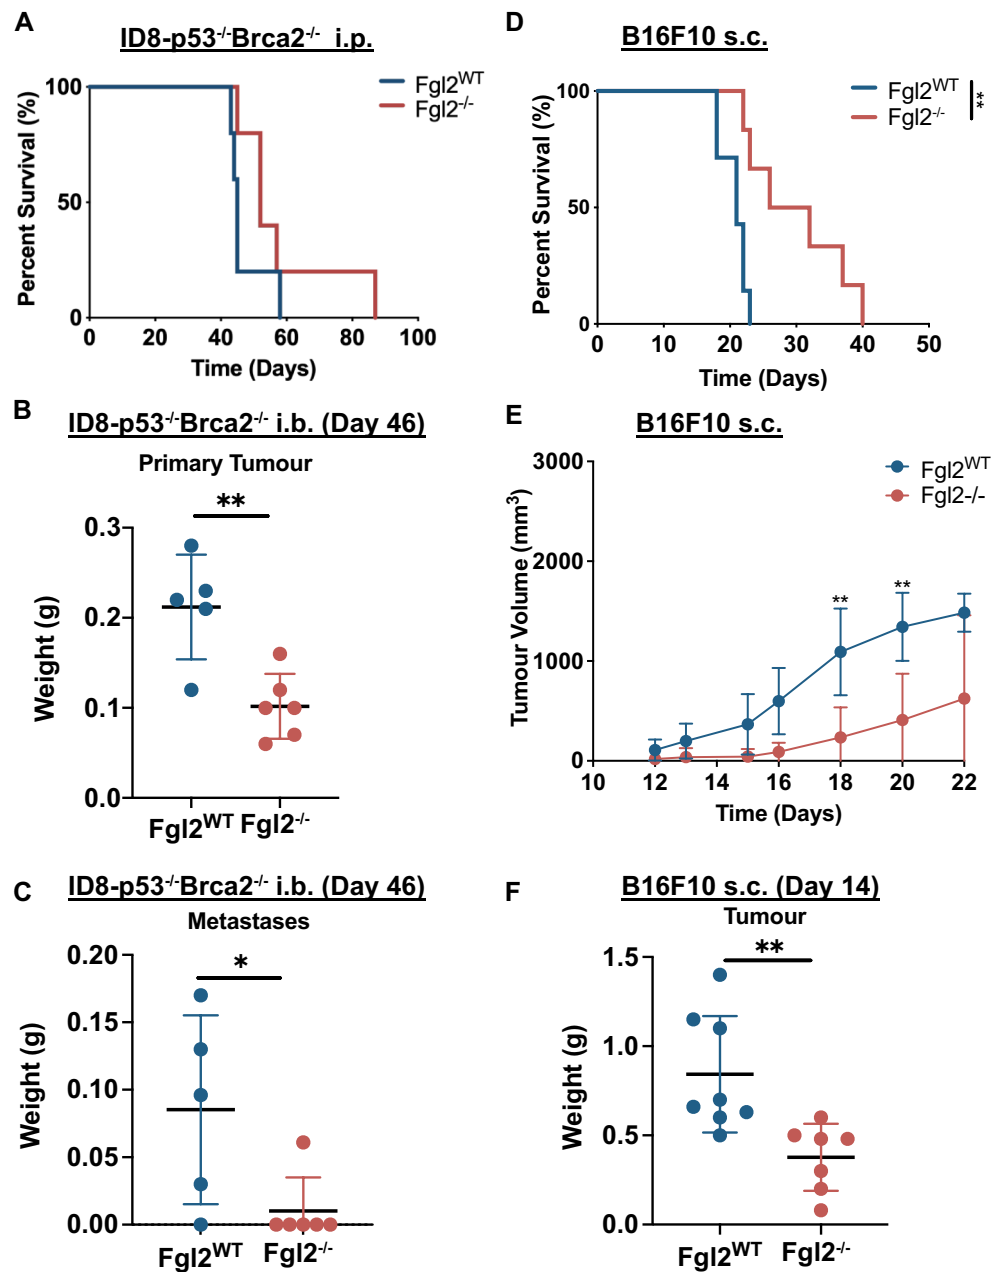 A
ID8-p53-/-Brca2-/- i.p.
Percent Survival (%)
100
50
0
0 20 40 60 80 100
Time (Days)
Fgl2WT
Fgl2-/-
D
B16F10 s.c.
Percent Survival (%)
100
50
0
0 10 20 30 40 50
Time (Days)
Fgl2WT
Fgl2-/-
**
B
ID8-p53-/-Brca2-/- i.b. (Day 46)
Primary Tumour
**
Weight (g)
0.3
0.2
0.1
0.0
Fgl2WT Fgl2-/-
E
B16F10 s.c.
Tumour Volume (mm3)
3000
2000
1000
0
10 12 14 16 18 20 22
Time (Days)
Fgl2WT
Fgl2-/-
**
**
C
ID8-p53-/-Brca2-/- i.b. (Day 46)
Metastases
*
Weight (g)
0.20
0.15
0.10
0.05
0.00
Fgl2WT Fgl2-/-
F
B16F10 s.c. (Day 14)
Tumour
**
Weight (g)
1.5
1.0
0.5
0.0
Fgl2WT Fgl2-/-